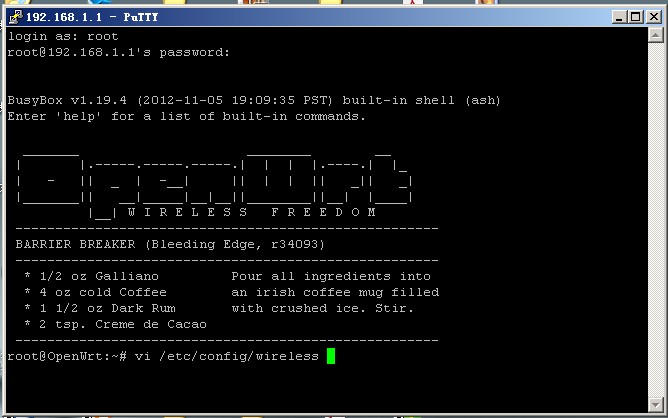 192.168.1.1 - PuTTY
login as: root
root@192.168.1.1's password:
BusyBox v1.19.4 (2012-11-05 19:09:35 PST) built-in shell (ash)
Enter 'help' for a list of built-in commands.
OpenWrt
W I R E L E S S   F R E E D O M
-----------------------------------------------------
BARRIER BREAKER (Bleeding Edge, r34093)
-----------------------------------------------------
* 1/2 oz Galliano         Pour all ingredients into
* 4 oz cold Coffee        an irish coffee mug filled
* 1 1/2 oz Dark Rum       with crushed ice. Stir.
* 2 tsp. Creme de Cacao
-----------------------------------------------------
root@OpenWrt:~# vi /etc/config/wireless